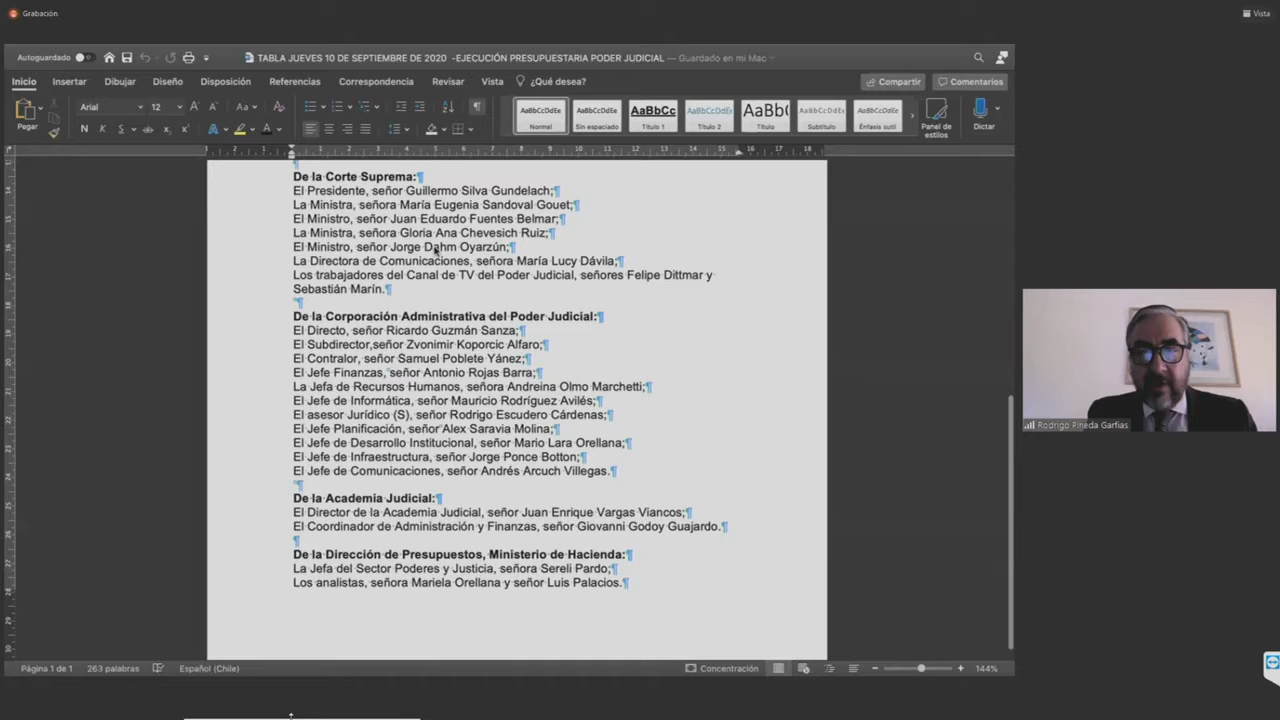 Grabación
Vista
Autoguardado
TABLA JUEVES 10 DE SEPTIEMBRE DE 2020 -EJECUCIÓN PRESUPUESTARIA PODER JUDICIAL — Guardado en mi Mac
Inicio Insertar Dibujar Diseño Disposición Referencias Correspondencia Revisar Vista ¿Qué desea? Compartir Comentarios
Arial 12
Pegar
AaBbCcDdEe AaBbCcDdEe AaBbCc AaBbCcDdEe AaBbC AaBbCcDdEe AaBbCcDdEe
Normal Sin espaciado Título 1 Título 2 Título Subtítulo Énfasis sutil
Panel de estilos
Dictar
De la Corte Suprema:¶
El Presidente, señor Guillermo Silva Gundelach;¶
La Ministra, señora María Eugenia Sandoval Gouet;¶
El Ministro, señor Juan Eduardo Fuentes Belmar;¶
La Ministra, señora Gloria Ana Chevesich Ruiz;¶
El Ministro, señor Jorge Dahm Oyarzún;¶
La Directora de Comunicaciones, señora María Lucy Dávila;¶
Los trabajadores del Canal de TV del Poder Judicial, señores Felipe Dittmar y
Sebastián Marín.¶
¶
De la Corporación Administrativa del Poder Judicial:¶
El Directo, señor Ricardo Guzmán Sanza;¶
El Subdirector,señor Zvonimir Koporcic Alfaro;¶
El Contralor, señor Samuel Poblete Yánez;¶
El Jefe Finanzas, señor Antonio Rojas Barra;¶
La Jefa de Recursos Humanos, señora Andreina Olmo Marchetti;¶
El Jefe de Informática, señor Mauricio Rodríguez Avilés;¶
El asesor Jurídico (S), señor Rodrigo Escudero Cárdenas;¶
El Jefe Planificación, señor Alex Saravia Molina;¶
El Jefe de Desarrollo Institucional, señor Mario Lara Orellana;¶
El Jefe de Infraestructura, señor Jorge Ponce Botton;¶
El Jefe de Comunicaciones, señor Andrés Arcuch Villegas.¶
¶
De la Academia Judicial:¶
El Director de la Academia Judicial, señor Juan Enrique Vargas Viancos;¶
El Coordinador de Administración y Finanzas, señor Giovanni Godoy Guajardo.¶
¶
De la Dirección de Presupuestos, Ministerio de Hacienda:¶
La Jefa del Sector Poderes y Justicia, señora Sereli Pardo;¶
Los analistas, señora Mariela Orellana y señor Luis Palacios.¶
Rodrigo Pineda Garfias
Página 1 de 1 263 palabras Español (Chile) Concentración 144%